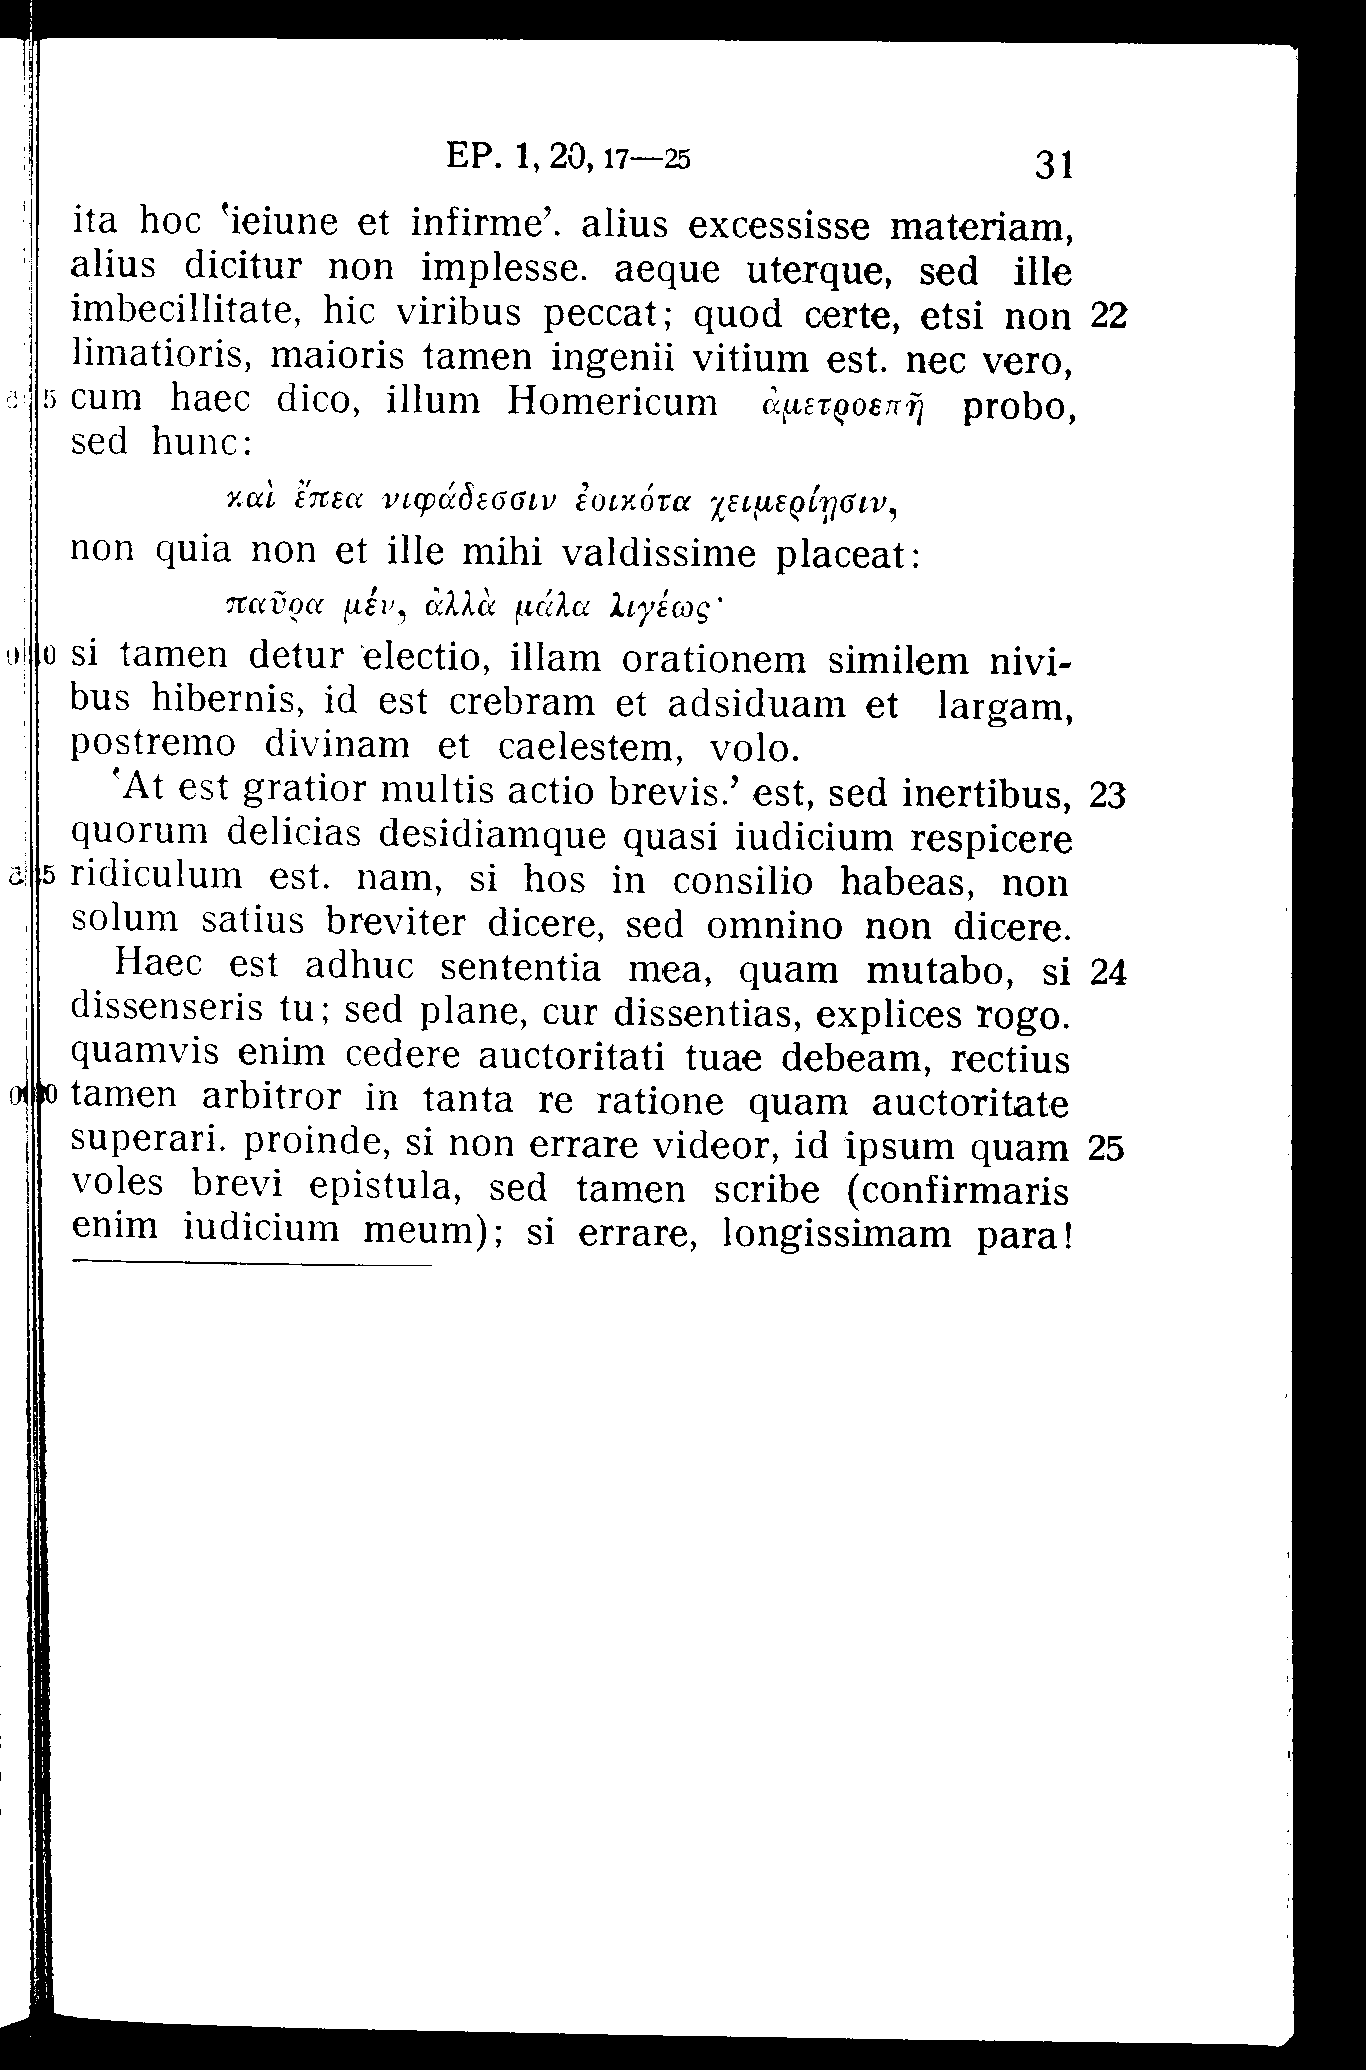 EP. 1, 20, 17—25 31
ita hoc ‛ieiune et infirme’. alius excessisse materiam,
alius dicitur non implesse. aeque uterque, sed ille
imbecillitate, hic viribus peccat; quod certe, etsi non 22
limatioris, maioris tamen ingenii vitium est. nec vero,
5 cum haec dico, illum Homericum ἀμετροεπῆ probo,
sed hunc:
καὶ ἔπεα νιφάδεσσιν ἐοικότα χειμερίῃσιν,
non quia non et ille mihi valdissime placeat:
παῦρα μέν, ἀλλὰ μάλα λιγέως·
0 si tamen detur electio, illam orationem similem nivi-
bus hibernis, id est crebram et adsiduam et largam,
postremo divinam et caelestem, volo.
‛At est gratior multis actio brevis.’ est, sed inertibus, 23
quorum delicias desidiamque quasi iudicium respicere
5 ridiculum est. nam, si hos in consilio habeas, non
solum satius breviter dicere, sed omnino non dicere.
Haec est adhuc sententia mea, quam mutabo, si 24
dissenseris tu; sed plane, cur dissentias, explices rogo.
quamvis enim cedere auctoritati tuae debeam, rectius
0 tamen arbitror in tanta re ratione quam auctoritate
superari. proinde, si non errare videor, id ipsum quam 25
voles brevi epistula, sed tamen scribe (confirmaris
enim iudicium meum); si errare, longissimam para!